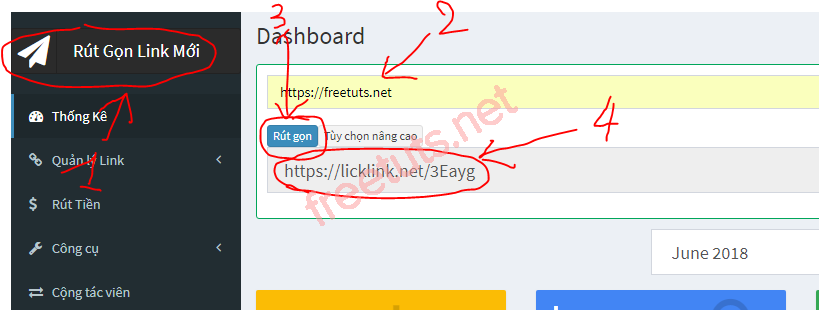 3
Dashboard
2
Rút Gọn Link Mới
https://freetuts.net
Thống Kê
Rút gọn
Tùy chọn nâng cao
4
Quản lý Link
1
https://licklink.net/3Eayg
Rút Tiền
freetuts.net
Công cụ
June 2018
Cộng tác viên